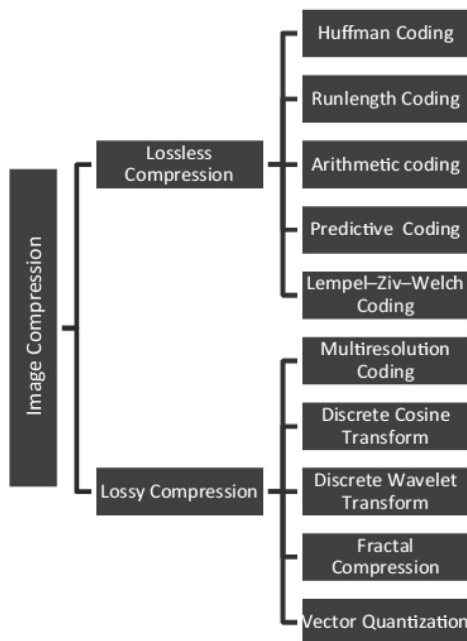 Image Compression
Lossless
Compression
Huffman Coding
Runlength Coding
Arithmetic coding
Predictive Coding
Lempel–Ziv–Welch
Coding
Lossy Compression
Multiresolution
Coding
Discrete Cosine
Transform
Discrete Wavelet
Transform
Fractal
Compression
Vector Quantization